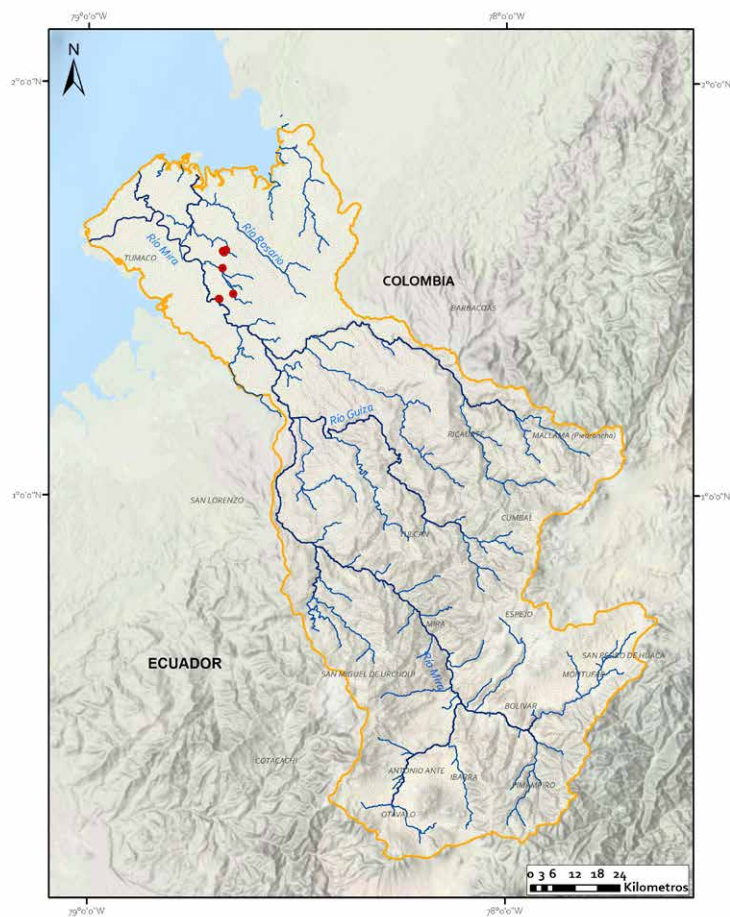 79°0'0"W
78°0'0"W
N
2°0'0"N
2°0'0"N
Río Rosario
Río Mira
TUMACO
COLOMBIA
BARBACOAS
Río Guiza
RICAURTE
MALLAMA (Piedrancha)
1°0'0"N
1°0'0"N
SAN LORENZO
CUMBAL
TULCAN
ESPEJO
MIRA
ECUADOR
SAN PEDRO DE HUACA
Río Mira
SAN MIGUEL DE URCUQUI
MONTUFAR
BOLIVAR
COTACACHI
ANTONIO ANTE
IBARRA
PIMAMPIRO
OTAVALO
0 3 6 12 18 24
Kilometros
79°0'0"W
78°0'0"W